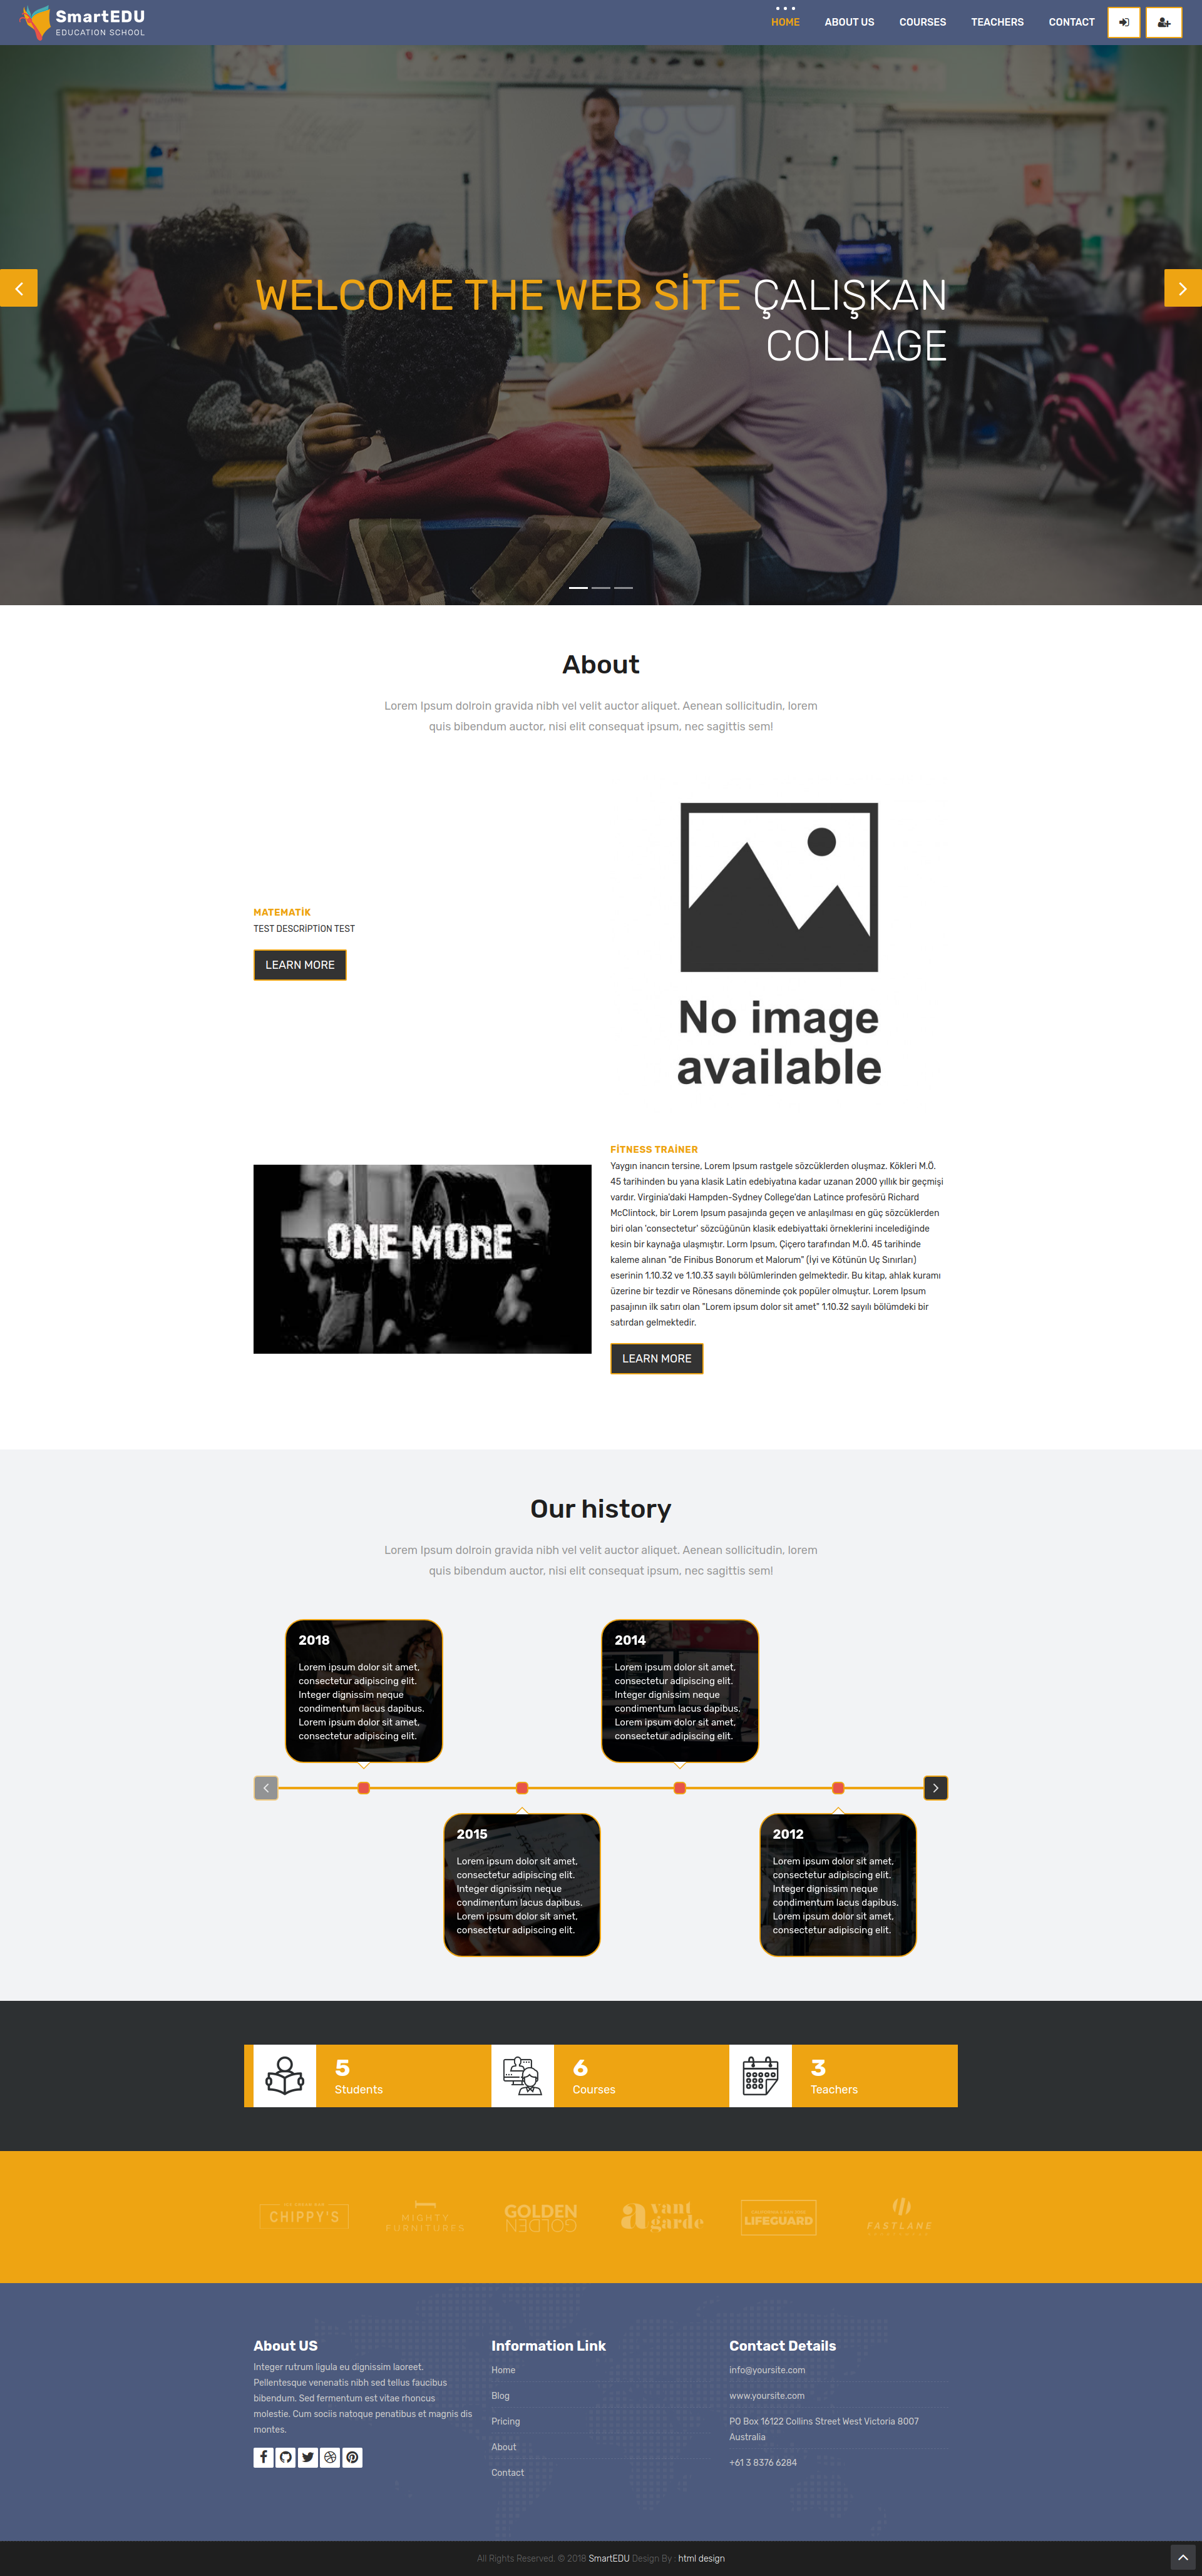 SmartEDU
EDUCATION SCHOOL
HOME
ABOUT US
COURSES
TEACHERS
CONTACT
WELCOME THE WEB SİTE ÇALIŞKAN
COLLAGE
About
Lorem Ipsum dolroin gravida nibh vel velit auctor aliquet. Aenean sollicitudin, lorem
quis bibendum auctor, nisi elit consequat ipsum, nec sagittis sem!
MATEMATİK
TEST DESCRİPTİON TEST
LEARN MORE
No image
available
ONE MORE
FİTNESS TRAİNER
Yaygın inancın tersine, Lorem Ipsum rastgele sözcüklerden oluşmaz. Kökleri M.Ö.
45 tarihinden bu yana klasik Latin edebiyatına kadar uzanan 2000 yıllık bir geçmişi
vardır. Virginia'daki Hampden-Sydney College'dan Latince profesörü Richard
McClintock, bir Lorem Ipsum pasajında geçen ve anlaşılması en güç sözcüklerden
biri olan 'consectetur' sözcüğünün klasik edebiyattaki örneklerini incelediğinde
kesin bir kaynağa ulaşmıştır. Lorm Ipsum, Çiçero tarafından M.Ö. 45 tarihinde
kaleme alınan "de Finibus Bonorum et Malorum" (İyi ve Kötünün Uç Sınırları)
eserinin 1.10.32 ve 1.10.33 sayılı bölümlerinden gelmektedir. Bu kitap, ahlak kuramı
üzerine bir tezdir ve Rönesans döneminde çok popüler olmuştur. Lorem Ipsum
pasajının ilk satırı olan "Lorem ipsum dolor sit amet" 1.10.32 sayılı bölümdeki bir
satırdan gelmektedir.
LEARN MORE
Our history
Lorem Ipsum dolroin gravida nibh vel velit auctor aliquet. Aenean sollicitudin, lorem
quis bibendum auctor, nisi elit consequat ipsum, nec sagittis sem!
2018
Lorem ipsum dolor sit amet,
consectetur adipiscing elit.
Integer dignissim neque
condimentum lacus dapibus.
Lorem ipsum dolor sit amet,
consectetur adipiscing elit.
2014
Lorem ipsum dolor sit amet,
consectetur adipiscing elit.
Integer dignissim neque
condimentum lacus dapibus.
Lorem ipsum dolor sit amet,
consectetur adipiscing elit.
2015
Lorem ipsum dolor sit amet,
consectetur adipiscing elit.
Integer dignissim neque
condimentum lacus dapibus.
Lorem ipsum dolor sit amet,
consectetur adipiscing elit.
2012
Lorem ipsum dolor sit amet,
consectetur adipiscing elit.
Integer dignissim neque
condimentum lacus dapibus.
Lorem ipsum dolor sit amet,
consectetur adipiscing elit.
5
Students
6
Courses
3
Teachers
CHIPPY'S
MIGHTY
FURNITURES
GOLDEN
GOLDEN
avant
garde
LIFEGUARD
FASTLANE
About US
Integer rutrum ligula eu dignissim laoreet.
Pellentesque venenatis nibh sed tellus faucibus
bibendum. Sed fermentum est vitae rhoncus
molestie. Cum sociis natoque penatibus et magnis dis
montes.
Information Link
Home
Blog
Pricing
About
Contact
Contact Details
info@yoursite.com
www.yoursite.com
PO Box 16122 Collins Street West Victoria 8007
Australia
+61 3 8376 6284
All Rights Reserved. © 2018 SmartEDU Design By : html design